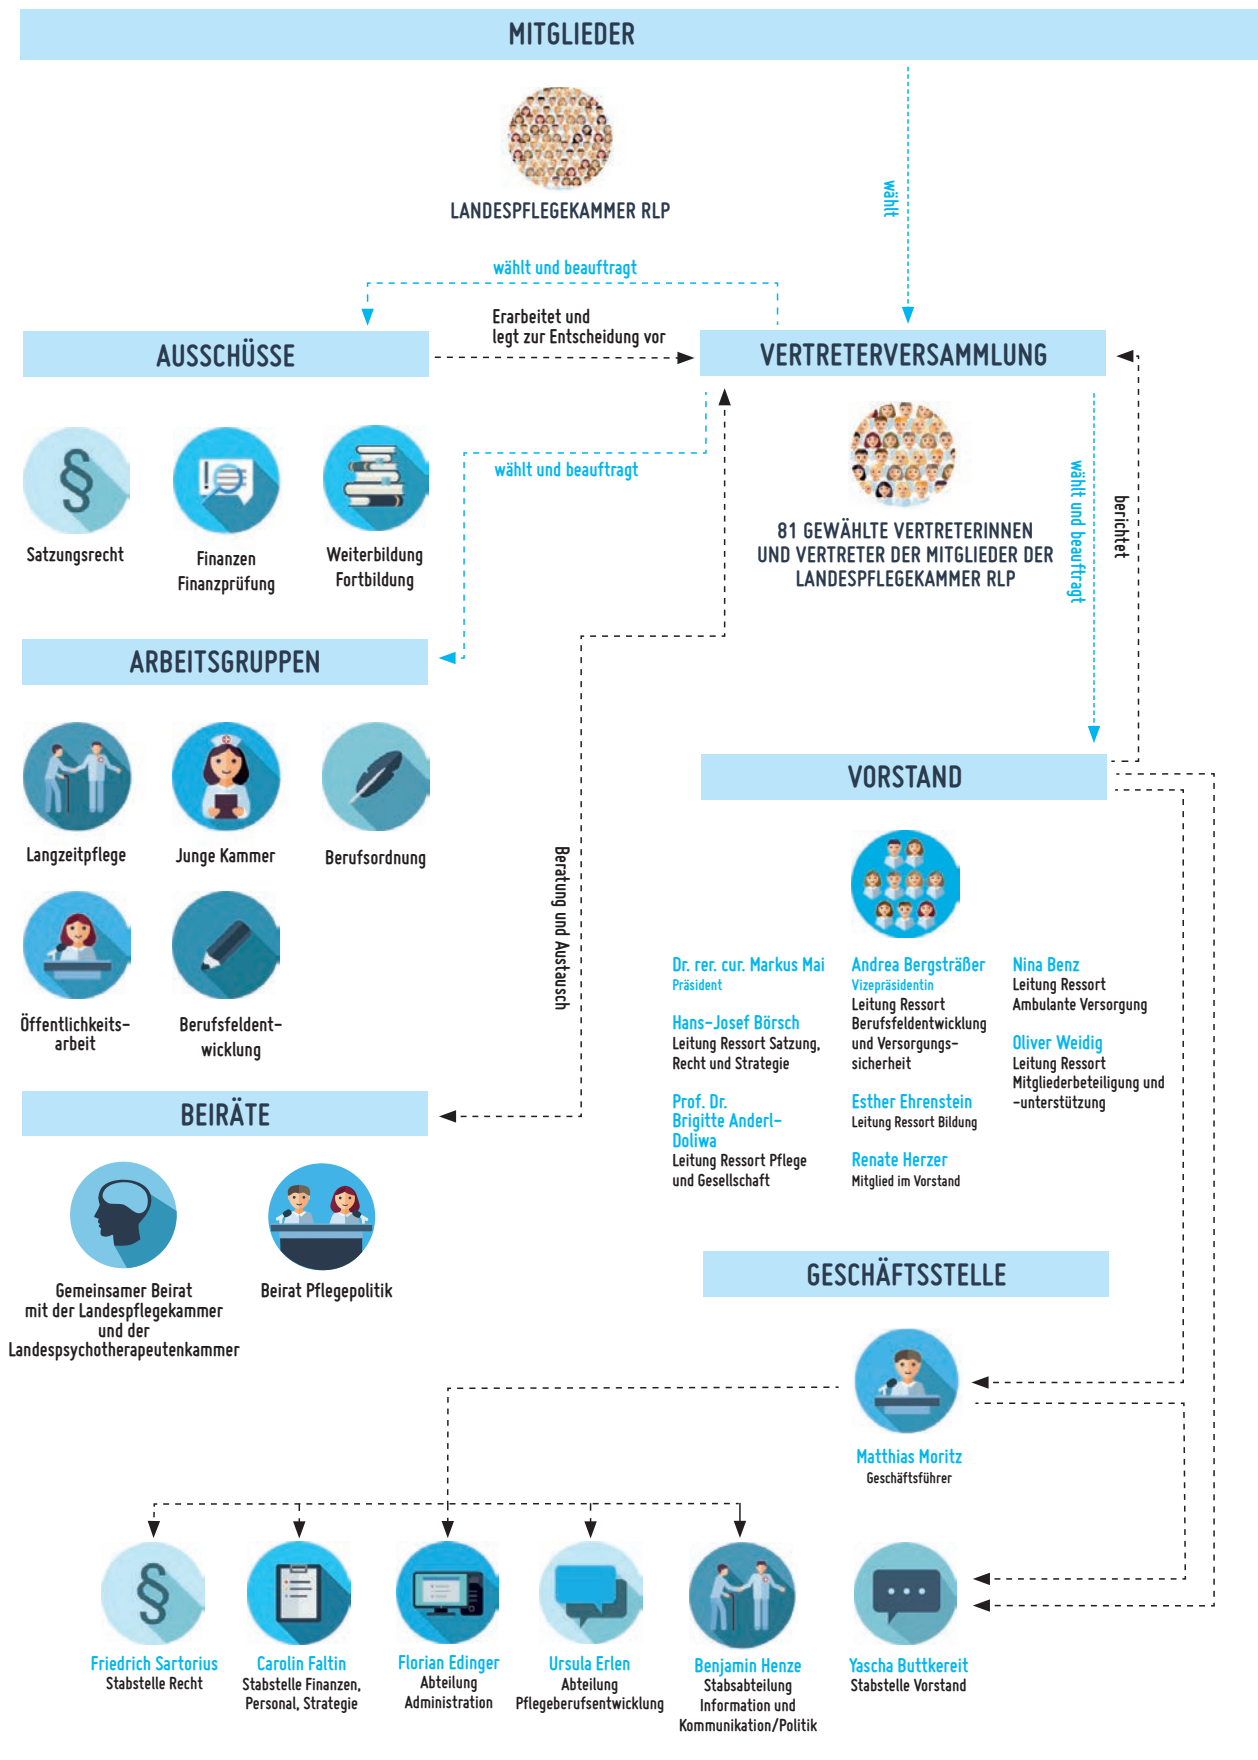 MITGLIEDER
LANDESPFLEGEKAMMER RLP
wählt
wählt und beauftragt
Erarbeitet und
legt zur Entscheidung vor
AUSSCHÜSSE
VERTRETERVERSAMMLUNG
Satzungsrecht
Finanzen
Finanzprüfung
Weiterbildung
Fortbildung
wählt und beauftragt
81 GEWÄHLTE VERTRETERINNEN
UND VERTRETER DER MITGLIEDER DER
LANDESPFLEGEKAMMER RLP
wählt und beauftragt
berichtet
ARBEITSGRUPPEN
Langzeitpflege
Junge Kammer
Berufsordnung
Öffentlichkeits-
arbeit
Berufsfeldent-
wicklung
Beratung und Austausch
VORSTAND
Dr. rer. cur. Markus Mai
Präsident
Hans-Josef Börsch
Leitung Ressort Satzung,
Recht und Strategie
Prof. Dr.
Brigitte Anderl-
Doliwa
Leitung Ressort Pflege
und Gesellschaft
Andrea Bergsträßer
Vizepräsidentin
Leitung Ressort
Berufsfeldentwicklung
und Versorgungs-
sicherheit
Esther Ehrenstein
Leitung Ressort Bildung
Renate Herzer
Mitglied im Vorstand
Nina Benz
Leitung Ressort
Ambulante Versorgung
Oliver Weidig
Leitung Ressort
Mitgliederbeteiligung und
-unterstützung
BEIRÄTE
Gemeinsamer Beirat
mit der Landespflegekammer
und der
Landespsychotherapeutenkammer
Beirat Pflegepolitik
GESCHÄFTSSTELLE
Matthias Moritz
Geschäftsführer
Friedrich Sartorius
Stabstelle Recht
Carolin Faltin
Stabstelle Finanzen,
Personal, Strategie
Florian Edinger
Abteilung
Administration
Ursula Erlen
Abteilung
Pflegeberufsentwicklung
Benjamin Henze
Stabsabteilung
Information und
Kommunikation/Politik
Yascha Buttkereit
Stabstelle Vorstand